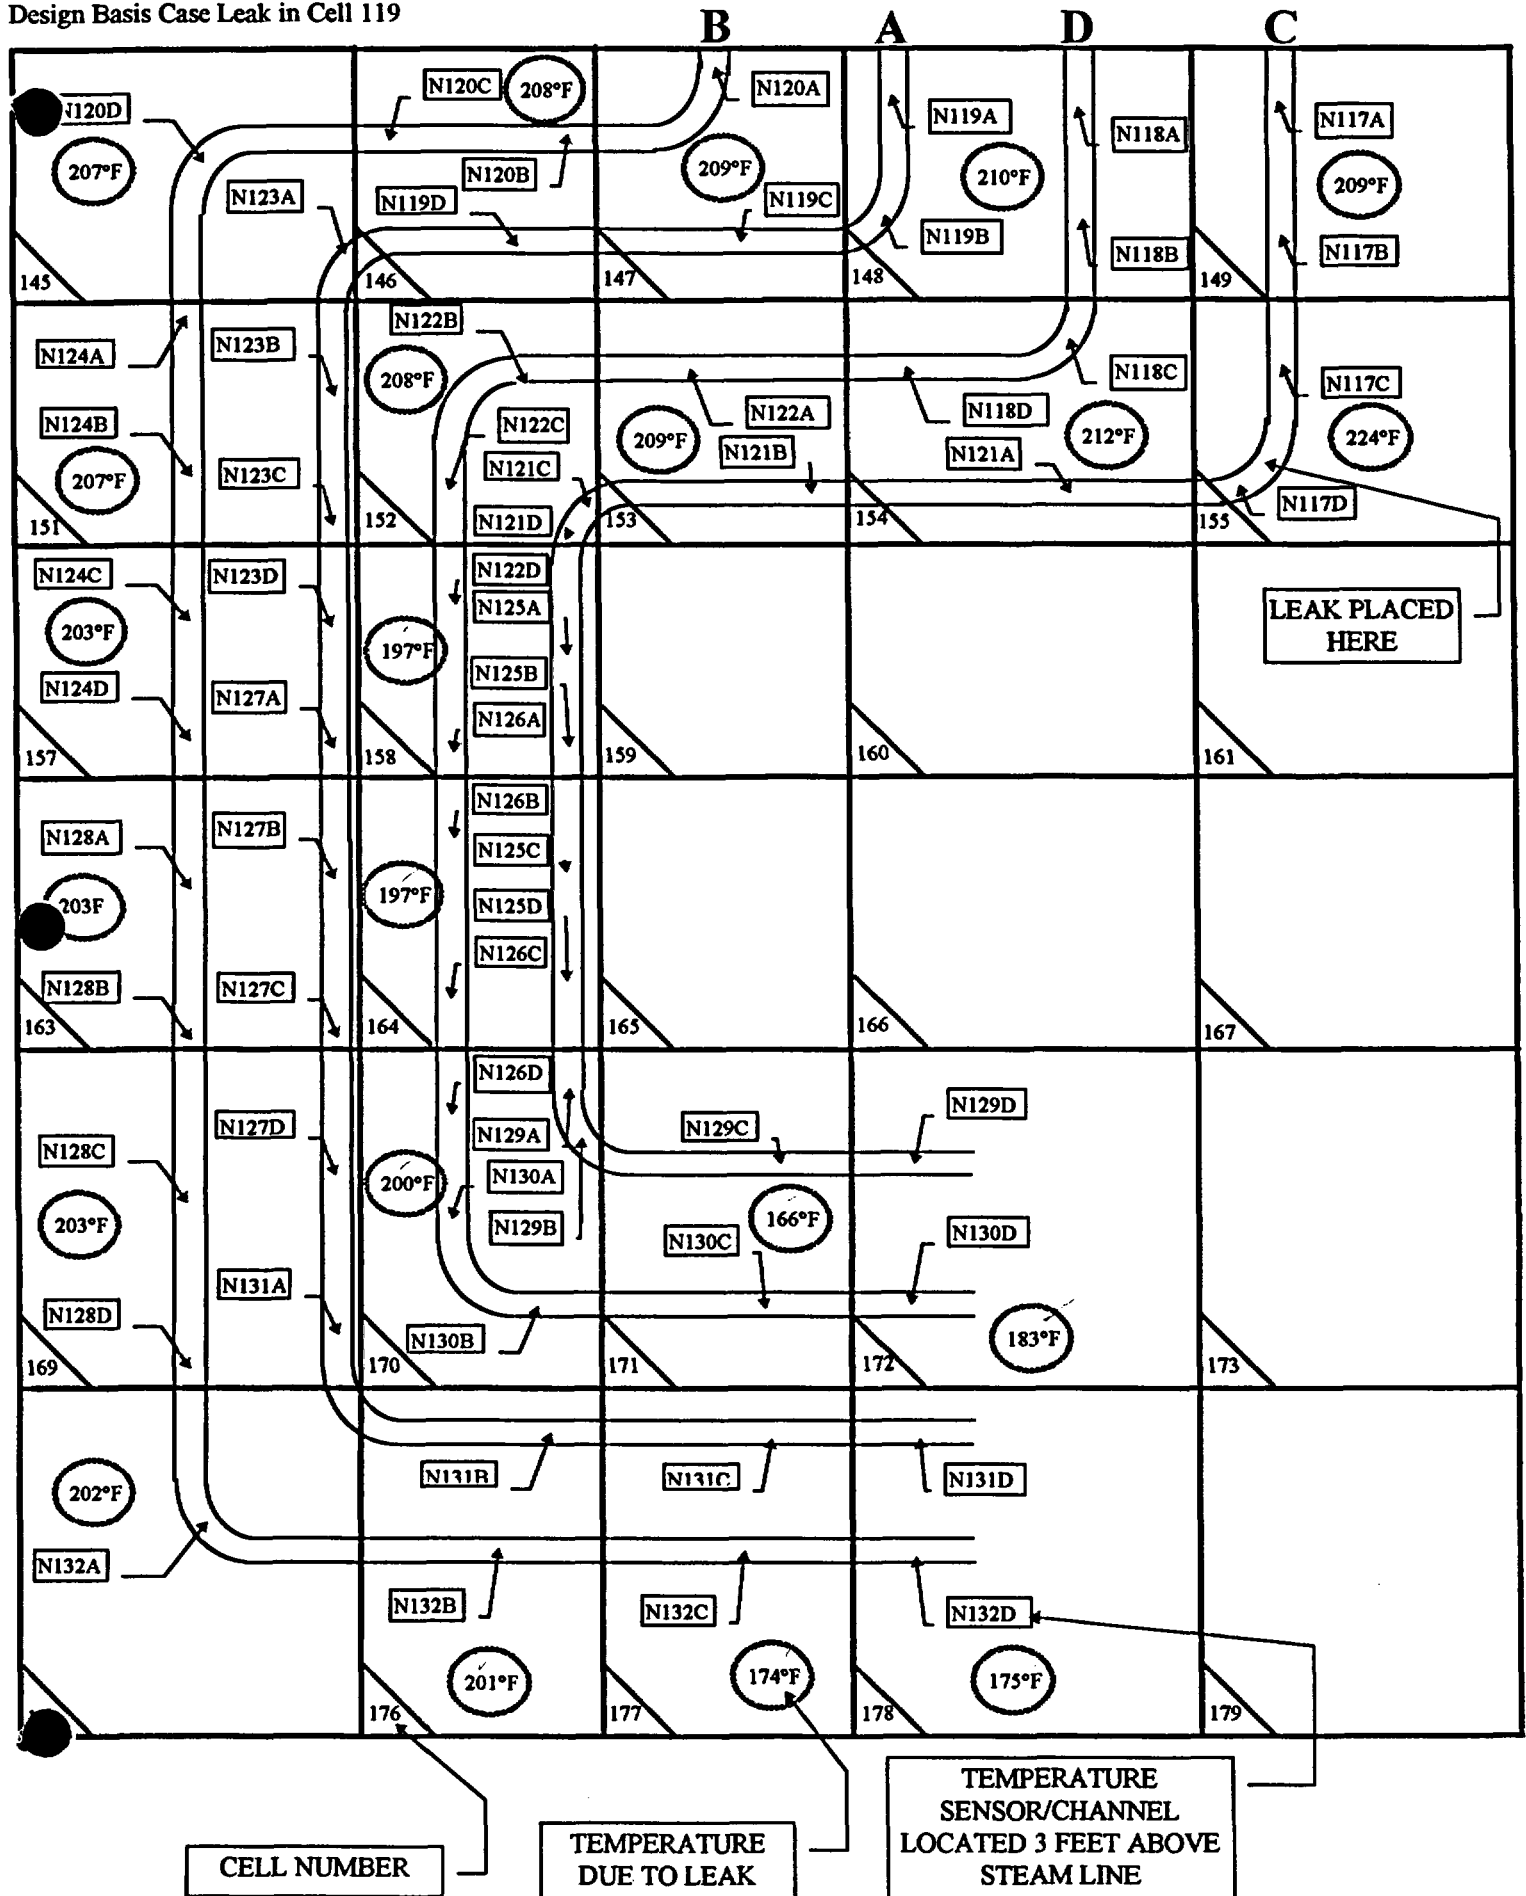 Design Basis Case Leak in Cell 119
B
A
D
C
N120D
N120C
208°F
N120A
N119A
N118A
N117A
207°F
N123A
N120B
N119D
209°F
N119C
210°F
209°F
N119B
N118B
N117B
145
146
147
148
149
N124A
N123B
N122B
208°F
N118C
N117C
N124B
N122C
209°F
N122A
N118D
212°F
224°F
207°F
N123C
N121C
N121B
N121A
N121D
N117D
151
152
153
154
155
N124C
N123D
N122D
N125A
203°F
197°F
LEAK PLACED
HERE
N124D
N127A
N125B
N126A
157
158
159
160
161
N128A
N127B
N126B
N125C
203F
197°F
N125D
N126C
N128B
N127C
163
164
165
166
167
N126D
N128C
N127D
N129A
N129C
N129D
200°F
N130A
203°F
N129B
166°F
N130C
N130D
N131A
N128D
N130B
183°F
169
170
171
172
173
N131B
N131C
N131D
202°F
N132A
N132B
N132C
N132D
201°F
174°F
175°F
176
177
178
179
CELL NUMBER
TEMPERATURE
DUE TO LEAK
TEMPERATURE
SENSOR/CHANNEL
LOCATED 3 FEET ABOVE
STEAM LINE